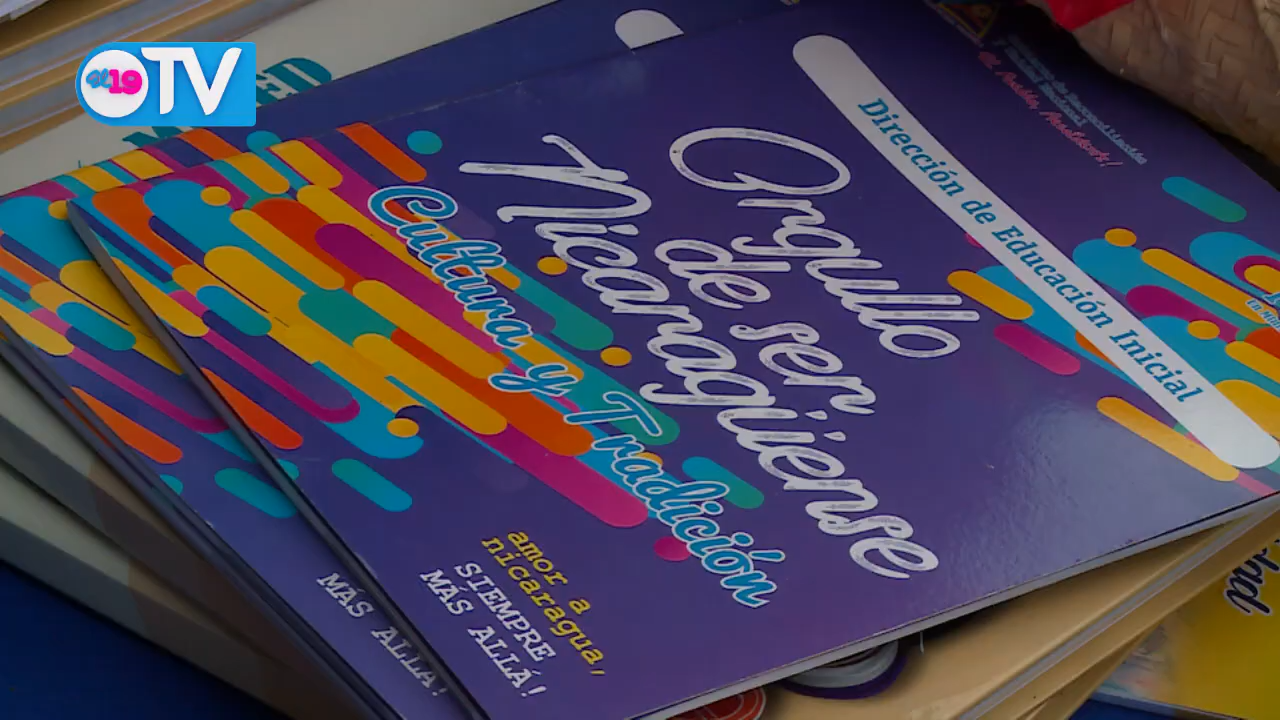 El 19 TV
Dirección de Educación Inicial
Orgullo
de ser
Nicaragüense
Cultura y Tradición
amor a
nicaragua,
SIEMPRE
MÁS ALLÁ!
MÁS ALLÁ!